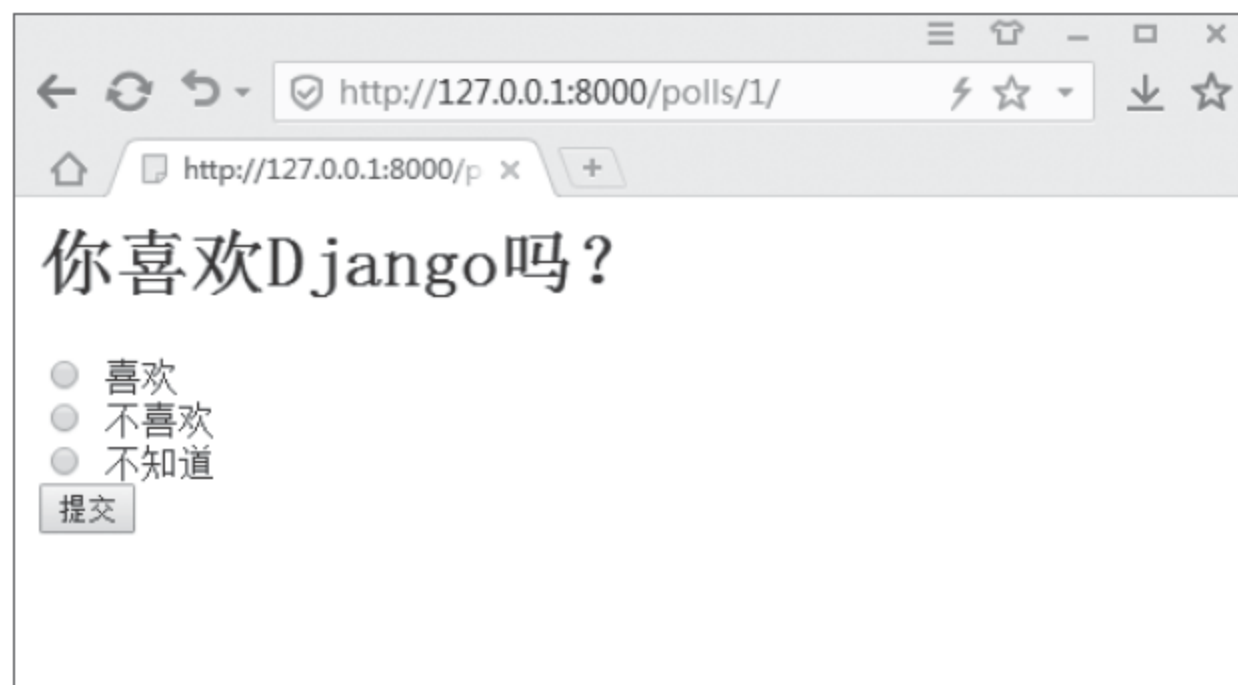 http://127.0.0.1:8000/polls/1/
http://127.0.0.1:8000/p
你喜欢Django吗?
喜欢
不喜欢
不知道
提交